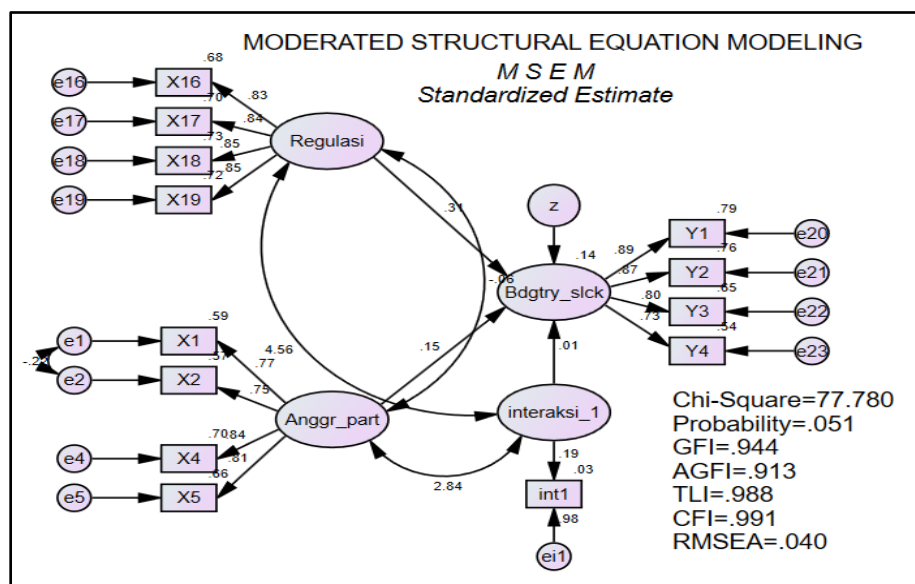 MODERATED STRUCTURAL EQUATION MODELING
M S E M
Standardized Estimate
.68
e16
X16
.83
.70
e17
X17
.84
.73
e18
X18
.85
.85
.72
e19
X19
Regulasi
.31
z
.14
-.06
Bdgtry_slck
.79
.89
Y1
e20
.76
.87
Y2
e21
.65
.80
Y3
e22
.73
.54
Y4
e23
.59
e1
X1
4.56
.77
-.22
.57
e2
X2
.75
.15
.01
Anggr_part
interaksi_1
.70
.84
e4
X4
.81
.66
e5
X5
2.84
.19
.03
int1
.98
ei1
Chi-Square=77.780
Probability=.051
GFI=.944
AGFI=.913
TLI=.988
CFI=.991
RMSEA=.040